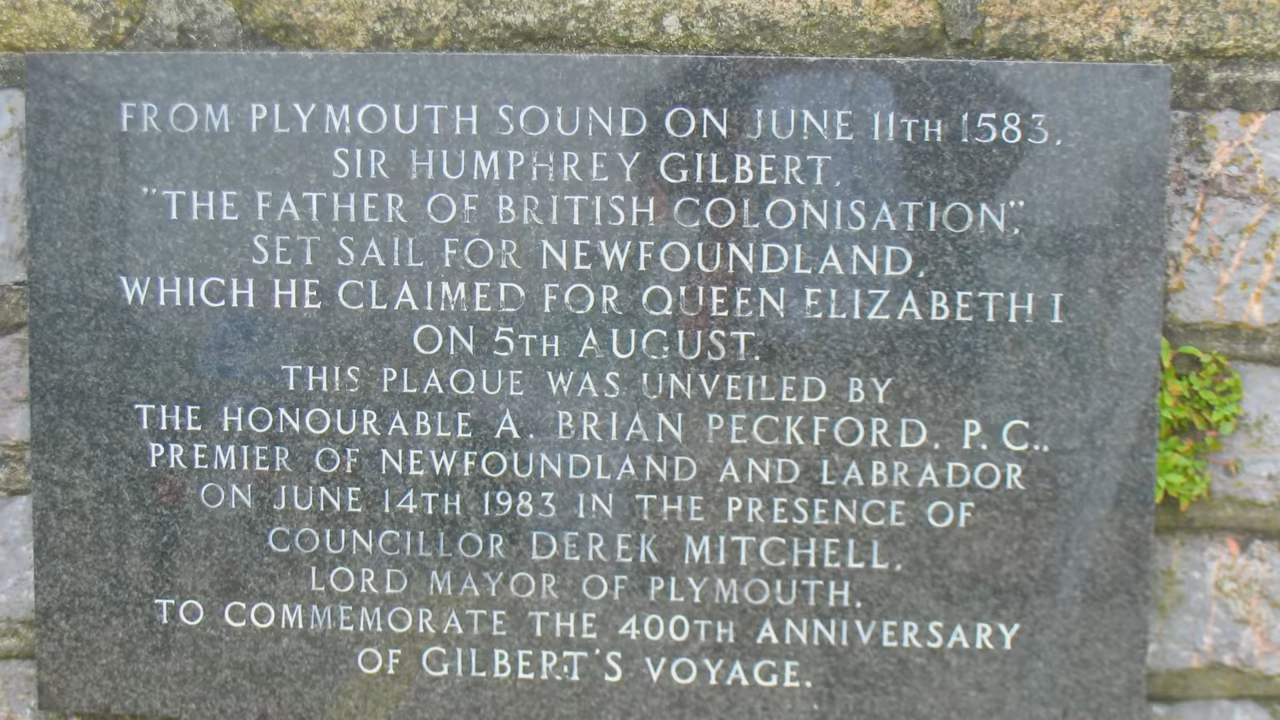 FROM PLYMOUTH SOUND ON JUNE 11TH 1583,
SIR HUMPHREY GILBERT,
"THE FATHER OF BRITISH COLONISATION",
SET SAIL FOR NEWFOUNDLAND,
WHICH HE CLAIMED FOR QUEEN ELIZABETH I
ON 5TH AUGUST.
THIS PLAQUE WAS UNVEILED BY
THE HONOURABLE A. BRIAN PECKFORD, P.C.,
PREMIER OF NEWFOUNDLAND AND LABRADOR
ON JUNE 14TH 1983 IN THE PRESENCE OF
COUNCILLOR DEREK MITCHELL,
LORD MAYOR OF PLYMOUTH,
TO COMMEMORATE THE 400TH ANNIVERSARY
OF GILBERT'S VOYAGE.